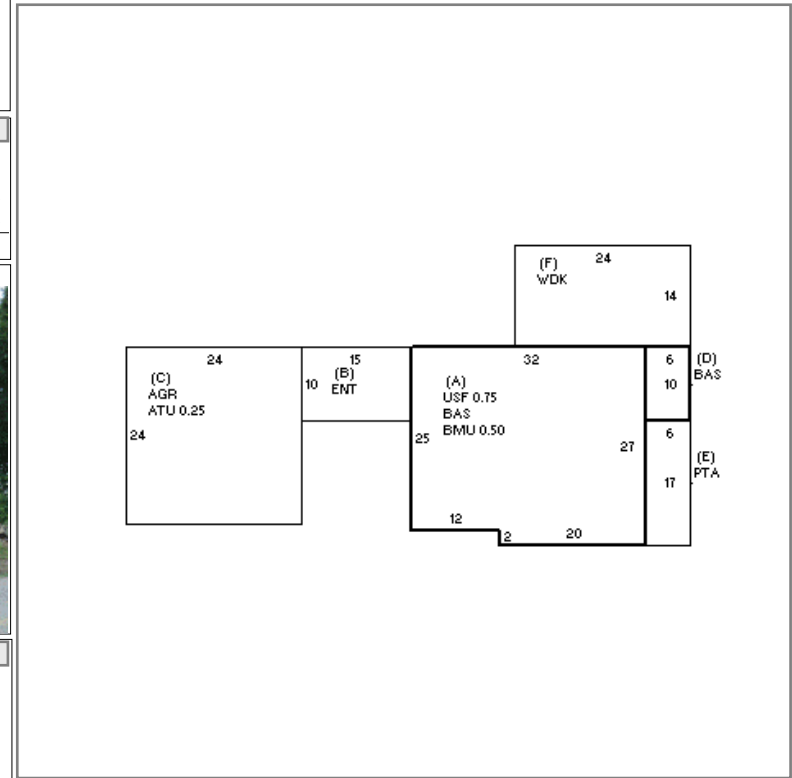 (F)
WDK
24
14
24
(C)
AGR
ATU 0.25
24
15
(B)
ENT
10
32
(A)
USF 0.75
BAS
BMU 0.50
25
27
12
2
20
6
10
(D)
BAS
6
17
(E)
PTA